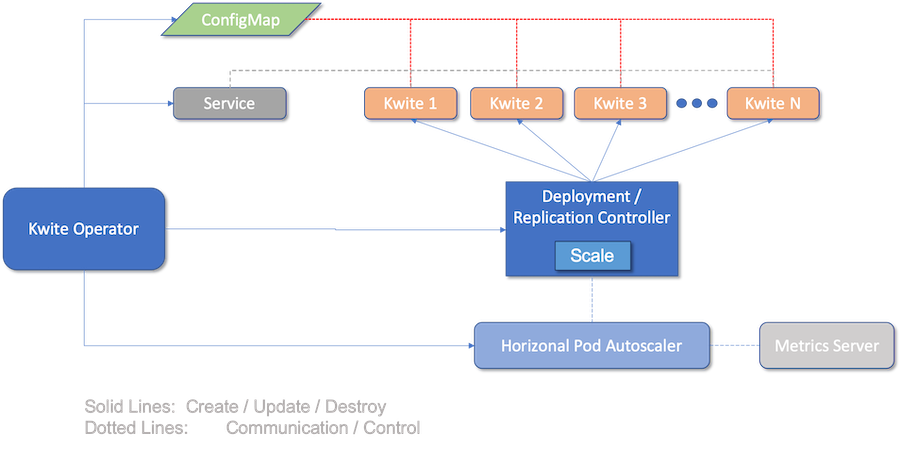 ConfigMap
Service
Kwite 1
Kwite 2
Kwite 3
Kwite N
Kwite Operator
Deployment /
Replication Controller
Scale
Horizonal Pod Autoscaler
Metrics Server
Solid Lines: Create / Update / Destroy
Dotted Lines: Communication / Control